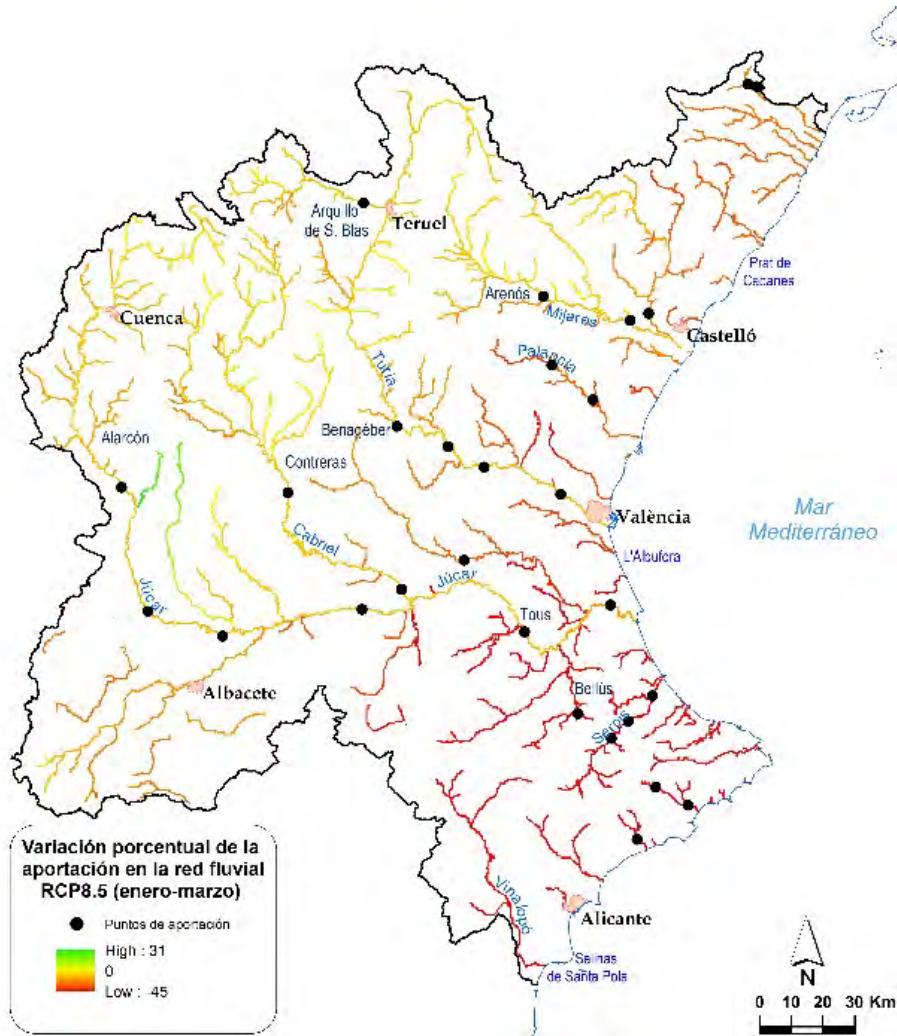 Arquillo
de S. Blas
Teruel
Prat de
Cabanes
Arenós
Mijares
Cuenca
Castelló
Palancia
Turia
Alarcón
Benagéber
Contreras
València
Mar
Mediterráneo
Cabriel
L'Albufera
Júcar
Júcar
Tous
Albacete
Bellús
Serpis
Variación porcentual de la
aportación en la red fluvial
RCP8.5 (enero-marzo)
Puntos de aportación
High : 31
0
Low : -45
Vinalopó
Alicante
Salinas
de Santa Pola
N
0 10 20 30 Km